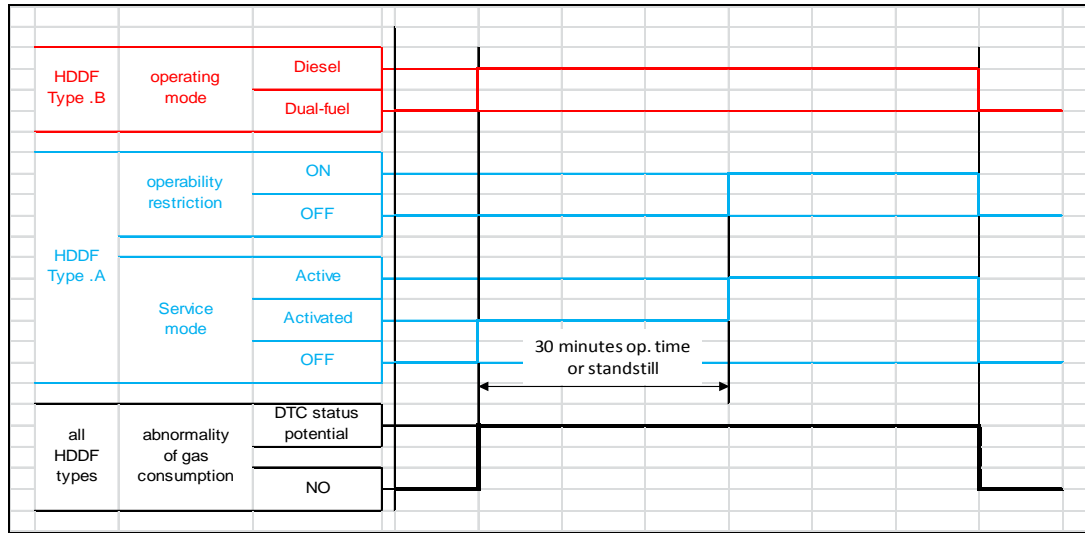 HDDF
Type .B
operating
mode
Diesel
Dual-fuel
HDDF
Type .A
operability
restriction
ON
OFF
Service
mode
Active
Activated
OFF
30 minutes op. time
or standstill
all
HDDF
types
abnormality
of gas
consumption
DTC status
potential
NO